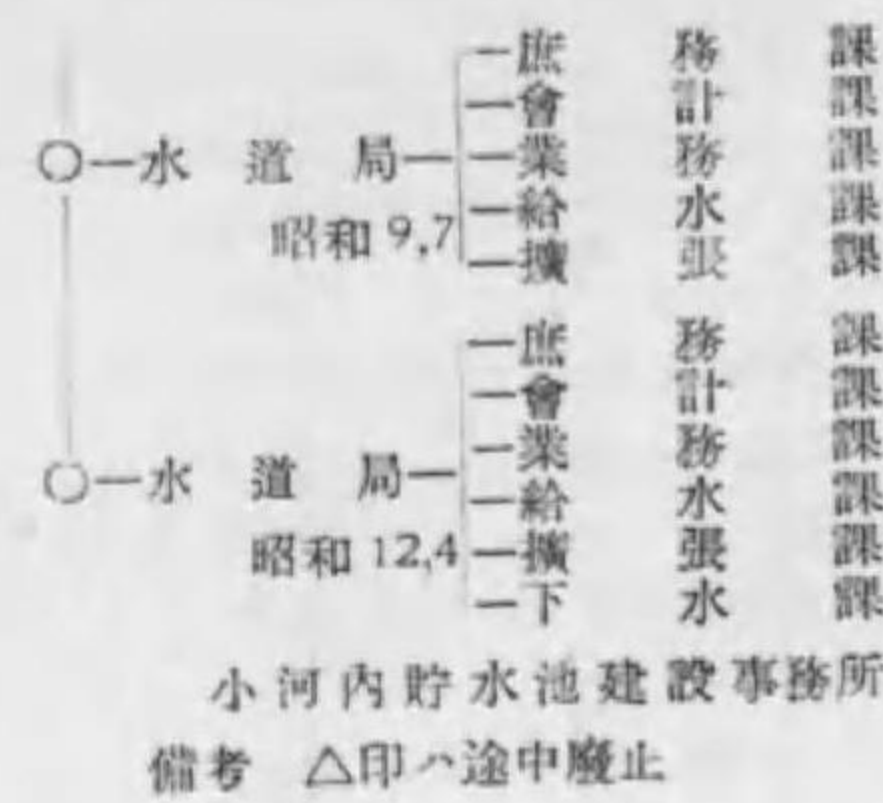 庶務課
會計課
○—水道局—業務課
給水課
昭和9,7
擴張課
庶務課
會計課
業務課
○—水道局—
給水課
昭和12,4 擴張課
下水課
小河內貯水池建設事務所
備考 △印ハ途中廢止